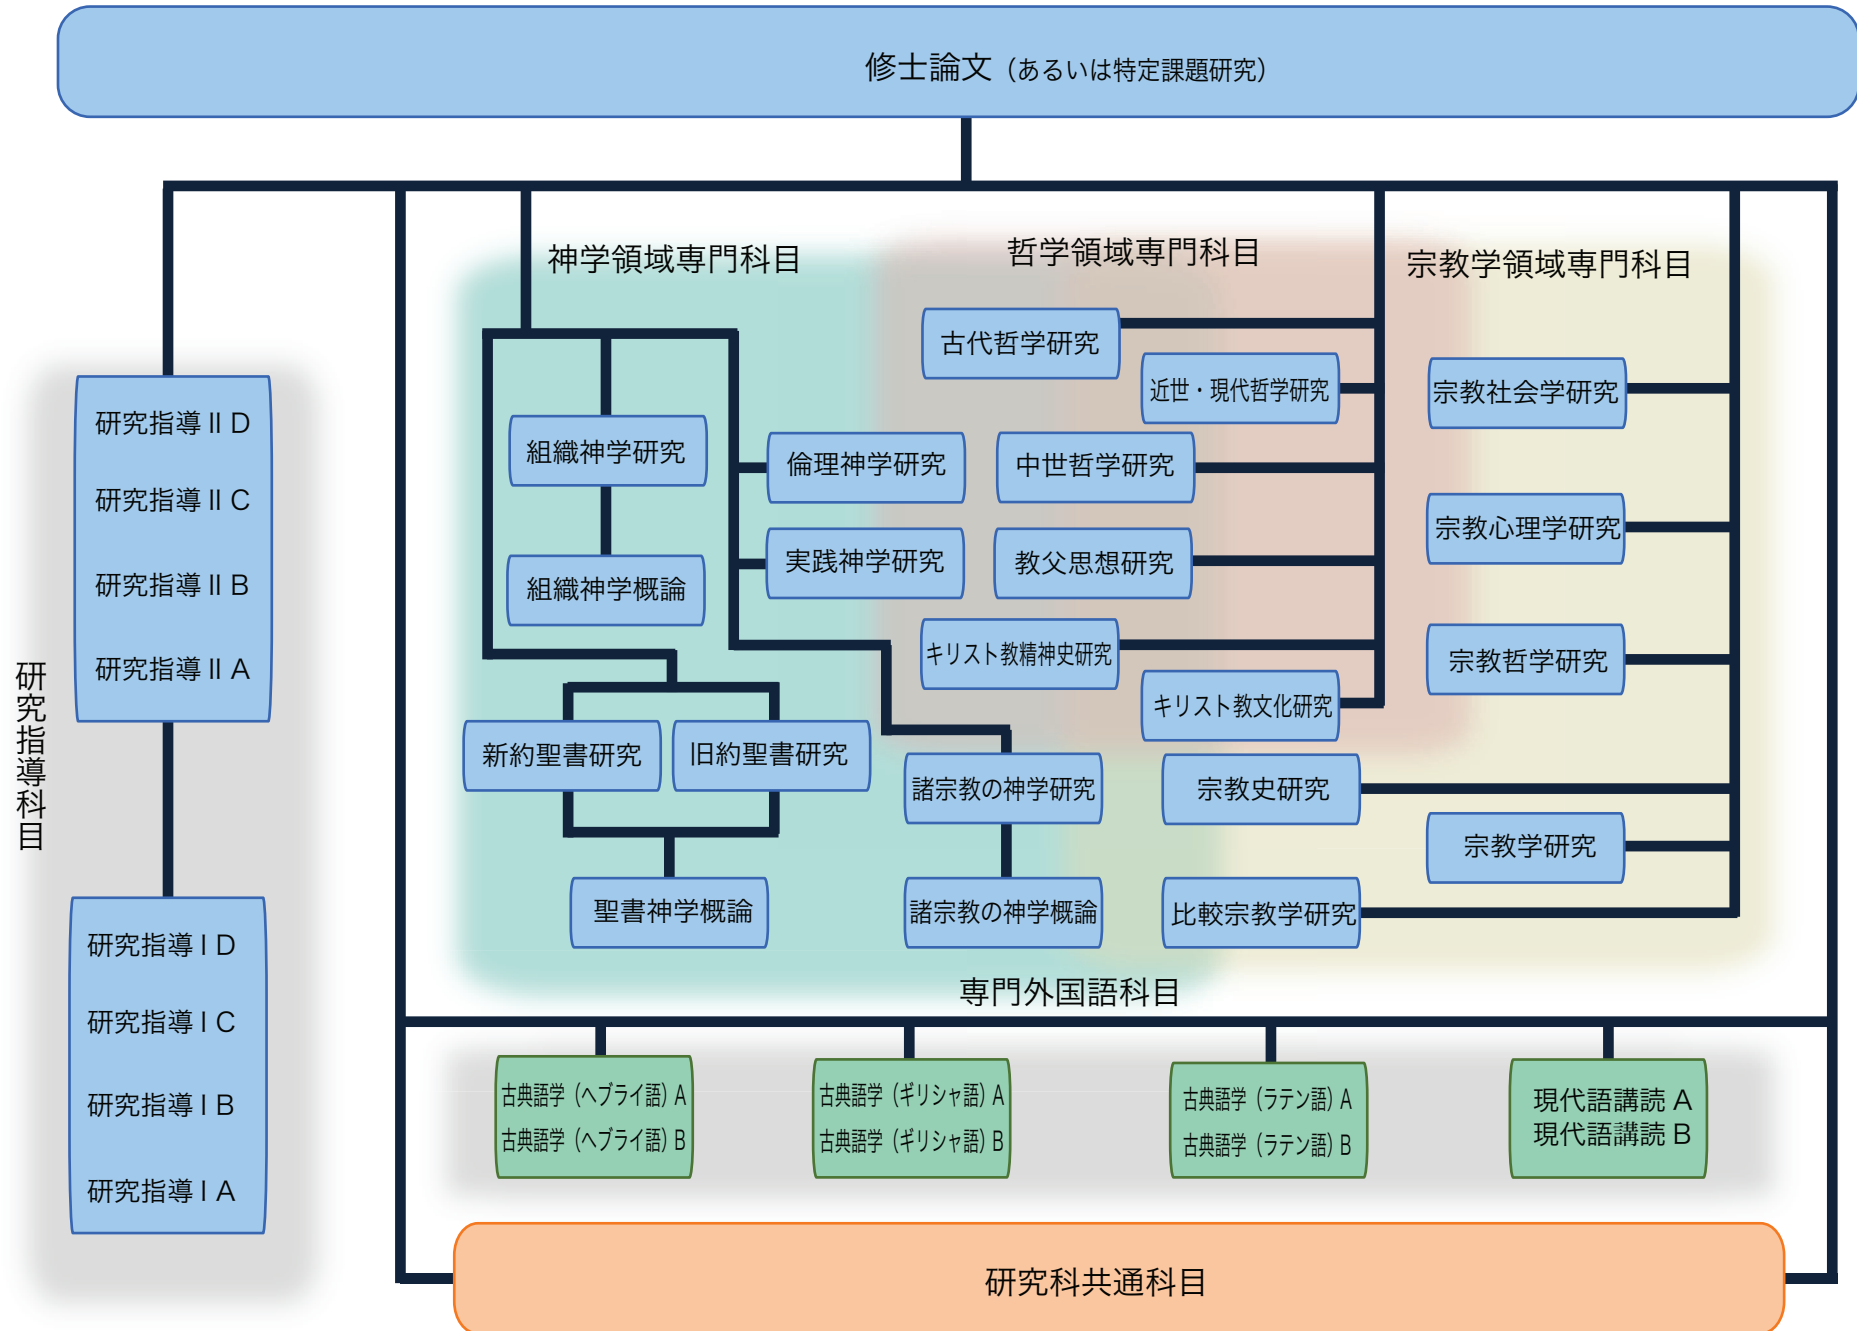 修士論文（あるいは特定課題研究）
神学領域専門科目
哲学領域専門科目
宗教学領域専門科目
研究指導科目
研究指導 II D
研究指導 II C
研究指導 II B
研究指導 II A
研究指導 I D
研究指導 I C
研究指導 I B
研究指導 I A
組織神学研究
組織神学概論
倫理神学研究
実践神学研究
新約聖書研究
旧約聖書研究
聖書神学概論
諸宗教の神学研究
諸宗教の神学概論
古代哲学研究
近世・現代哲学研究
中世哲学研究
教父思想研究
キリスト教精神史研究
キリスト教文化研究
宗教社会学研究
宗教心理学研究
宗教哲学研究
宗教史研究
宗教学研究
比較宗教学研究
専門外国語科目
古典語学（ヘブライ語）A
古典語学（ヘブライ語）B
古典語学（ギリシャ語）A
古典語学（ギリシャ語）B
古典語学（ラテン語）A
古典語学（ラテン語）B
現代語講読 A
現代語講読 B
研究科共通科目